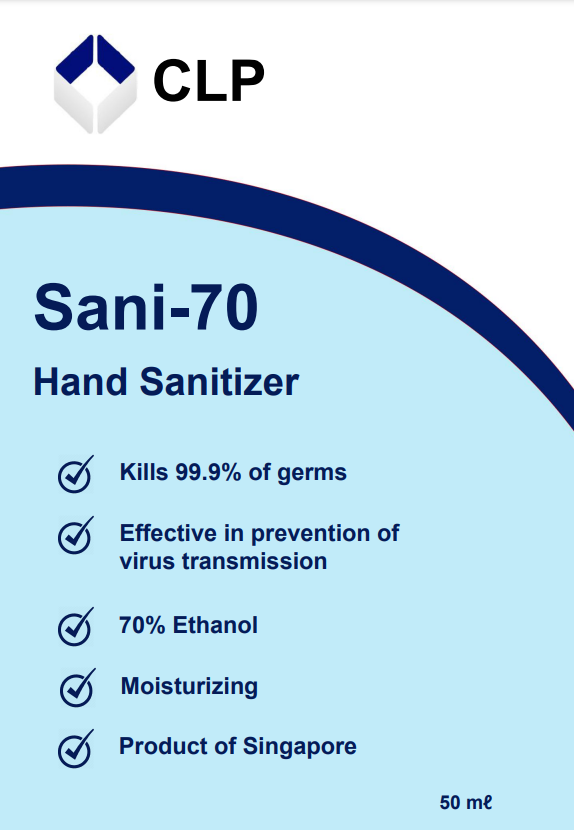 CLP
Sani-70
Hand Sanitizer
Kills 99.9% of germs
Effective in prevention of
virus transmission
70% Ethanol
Moisturizing
Product of Singapore
50 mℓ